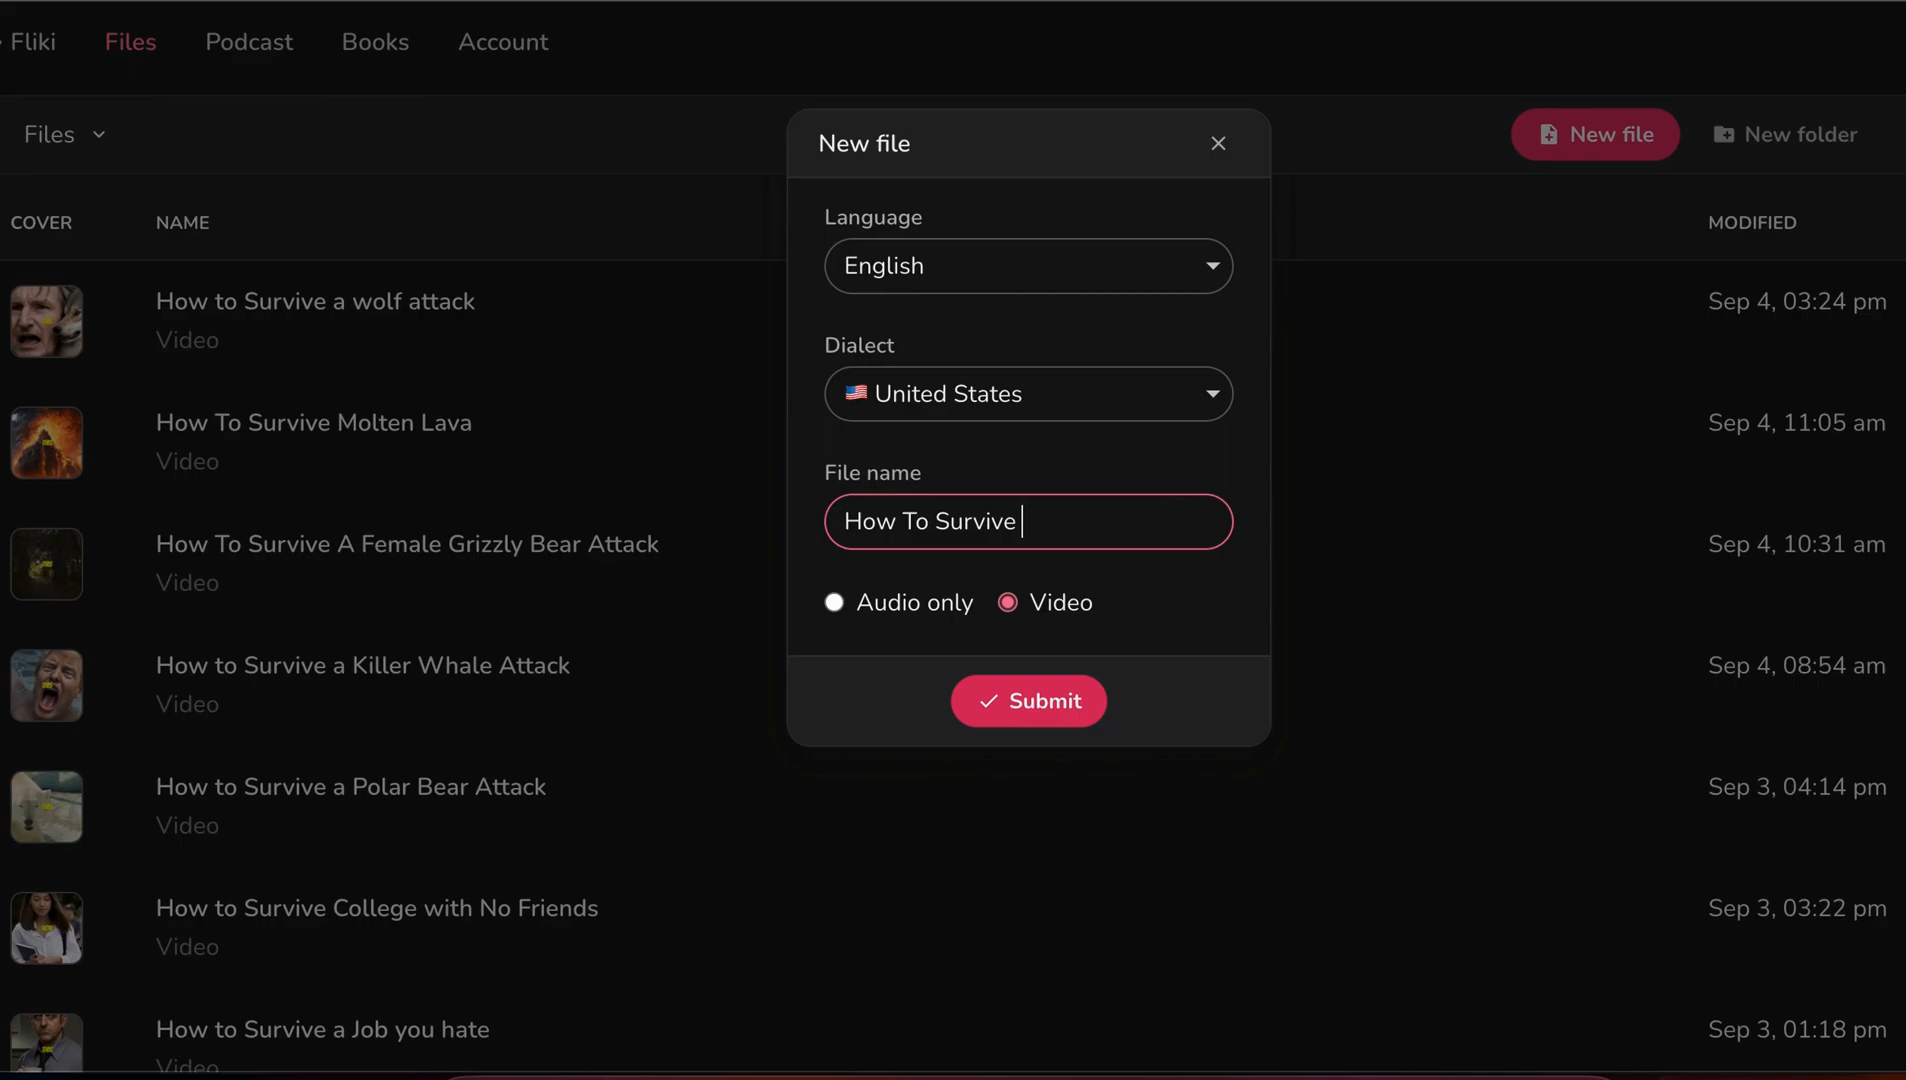 Fliki Files Podcast Books Account
Files
New file New folder
COVER NAME MODIFIED
How to Survive a wolf attack Sep 4, 03:24 pm
Video
How To Survive Molten Lava Sep 4, 11:05 am
Video
How To Survive A Female Grizzly Bear Attack Sep 4, 10:31 am
Video
How to Survive a Killer Whale Attack Sep 4, 08:54 am
Video
How to Survive a Polar Bear Attack Sep 3, 04:14 pm
Video
How to Survive College with No Friends Sep 3, 03:22 pm
Video
How to Survive a Job you hate Sep 3, 01:18 pm
Video
New file
Language
English
Dialect
United States
File name
How To Survive
Audio only Video
Submit